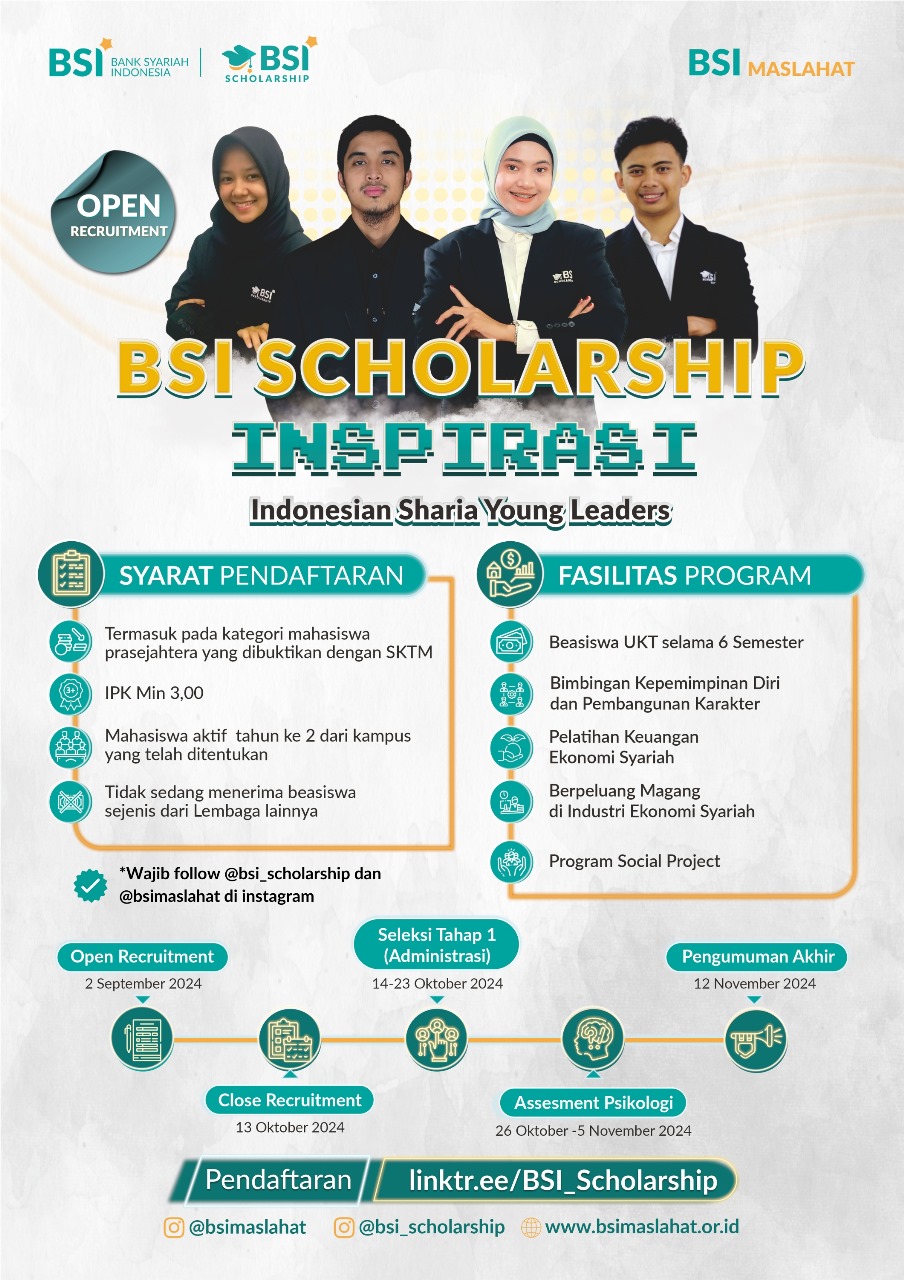 BSI BANK SYARIAH
INDONESIA
BSI
SCHOLARSHIP
BSI MASLAHAT
OPEN
RECRUITMENT
BSI SCHOLARSHIP
INSPIRASI
Indonesian Sharia Young Leaders
SYARAT PENDAFTARAN
Termasuk pada kategori mahasiswa
prasejahtera yang dibuktikan dengan SKTM
3+
IPK Min 3,00
Mahasiswa aktif tahun ke 2 dari kampus
yang telah ditentukan
Tidak sedang menerima beasiswa
sejenis dari Lembaga lainnya
*Wajib follow @bsi_scholarship dan
@bsimaslahat di instagram
FASILITAS PROGRAM
Beasiswa UKT selama 6 Semester
Bimbingan Kepemimpinan Diri
dan Pembangunan Karakter
Pelatihan Keuangan
Ekonomi Syariah
Berpeluang Magang
di Industri Ekonomi Syariah
Program Social Project
Open Recruitment
2 September 2024
Close Recruitment
13 Oktober 2024
Seleksi Tahap 1
(Administrasi)
14-23 Oktober 2024
Assesment Psikologi
26 Oktober -5 November 2024
Pengumuman Akhir
12 November 2024
Pendaftaran linktr.ee/BSI_Scholarship
@bsimaslahat @bsi_scholarship www.bsimaslahat.or.id